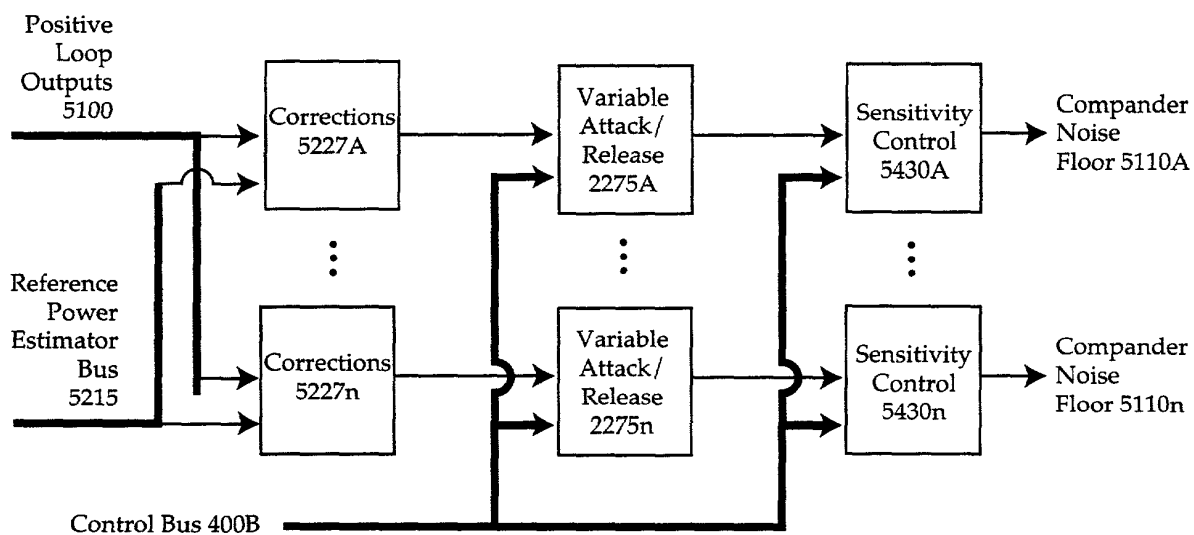 Positive
Loop
Outputs
5100
Corrections
5227A
Variable
Attack/
Release
2275A
Sensitivity
Control
5430A
Compander
Noise
Floor 5110A
Reference
Power
Estimator
Bus
5215
Corrections
5227n
Variable
Attack/
Release
2275n
Sensitivity
Control
5430n
Compander
Noise
Floor 5110n
Control Bus 400B